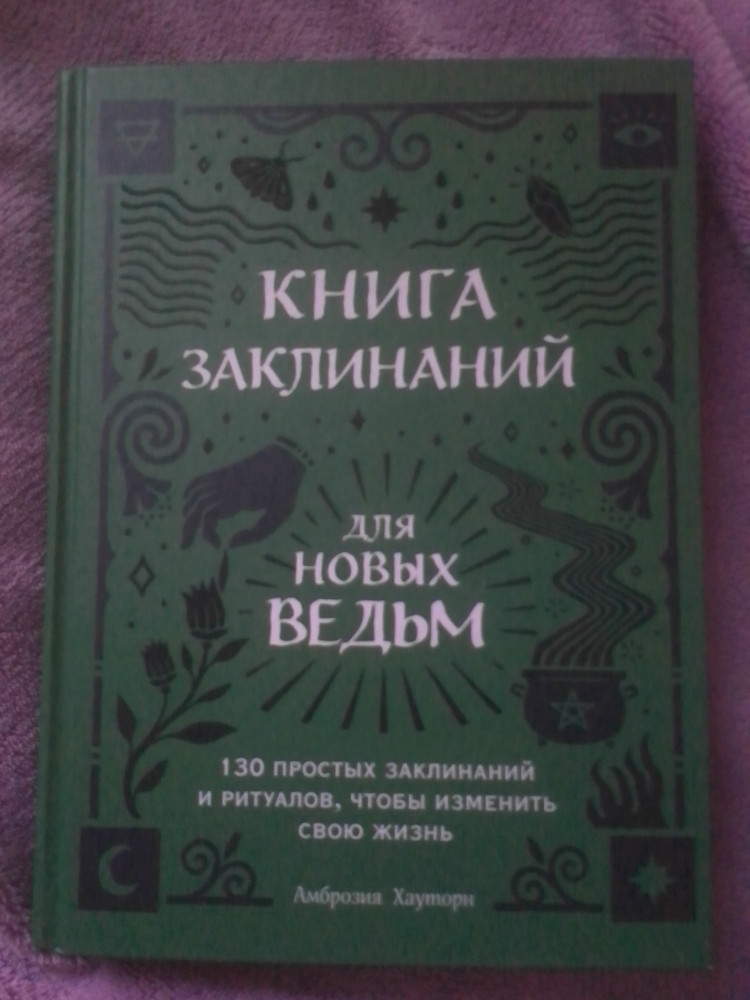 КНИГА
ЗАКЛИНАНИЙ
ДЛЯ
НОВЫХ
ВЕДЬМ
130 ПРОСТЫХ ЗАКЛИНАНИЙ
И РИТУАЛОВ, ЧТОБЫ ИЗМЕНИТЬ
СВОЮ ЖИЗНЬ
Амброзия Хауторн